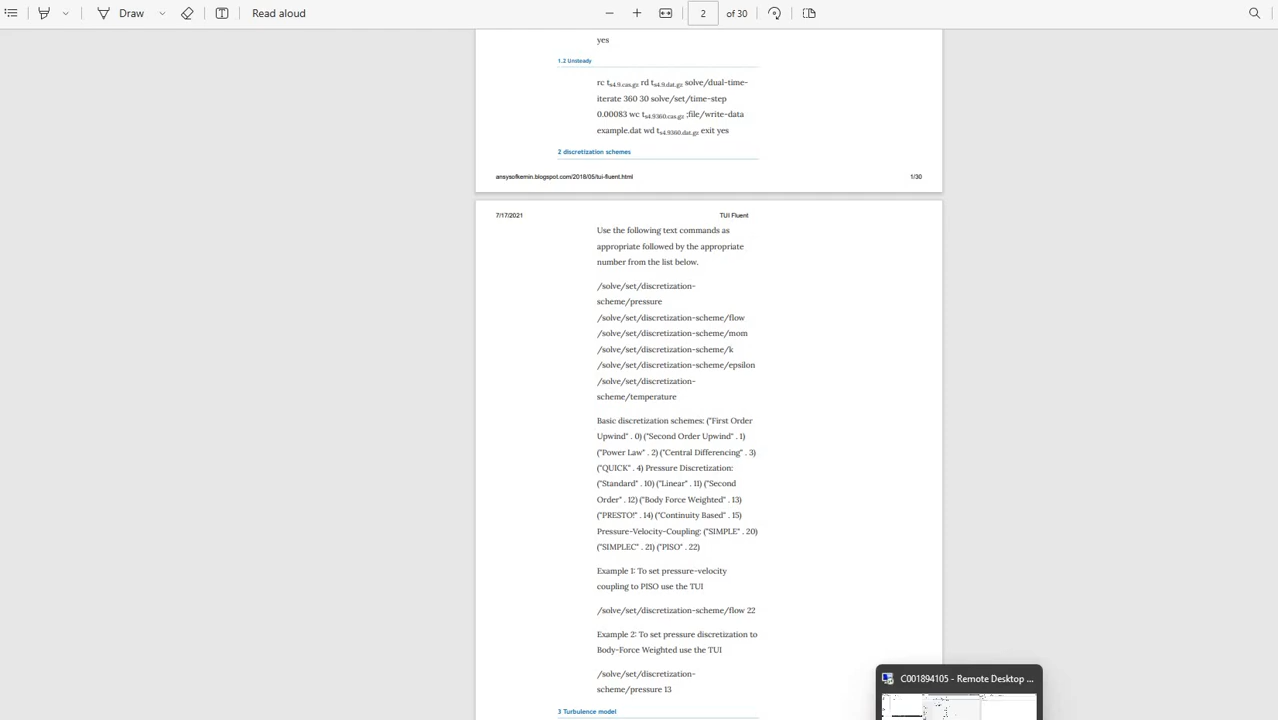 Draw
Read aloud
2
of 30
yes
1.2 Unsteady
rc ts4.9.cas.gz rd ts4.9.dat.gz solve/dual-time-
iterate 360 30 solve/set/time-step
0.00083 wc ts4.9360.cas.gz ;file/write-data
example.dat wd ts4.9360.dat.gz exit yes
2 discretization schemes
ansysofkemin.blogspot.com/2018/05/tui-fluent.html
1/30
7/17/2021
TUI Fluent
Use the following text commands as
appropriate followed by the appropriate
number from the list below.
/solve/set/discretization-
scheme/pressure
/solve/set/discretization-scheme/flow
/solve/set/discretization-scheme/mom
/solve/set/discretization-scheme/k
/solve/set/discretization-scheme/epsilon
/solve/set/discretization-
scheme/temperature
Basic discretization schemes: ("First Order
Upwind" . 0) ("Second Order Upwind" . 1)
("Power Law" . 2) ("Central Differencing" . 3)
("QUICK" . 4) Pressure Discretization:
("Standard" . 10) ("Linear" . 11) ("Second
Order" . 12) ("Body Force Weighted" . 13)
("PRESTO!" . 14) ("Continuity Based" . 15)
Pressure-Velocity-Coupling: ("SIMPLE" . 20)
("SIMPLEC" . 21) ("PISO" . 22)
Example 1: To set pressure-velocity
coupling to PISO use the TUI
/solve/set/discretization-scheme/flow 22
Example 2: To set pressure discretization to
Body-Force Weighted use the TUI
/solve/set/discretization-
scheme/pressure 13
3 Turbulence model
C001894105 - Remote Desktop ...